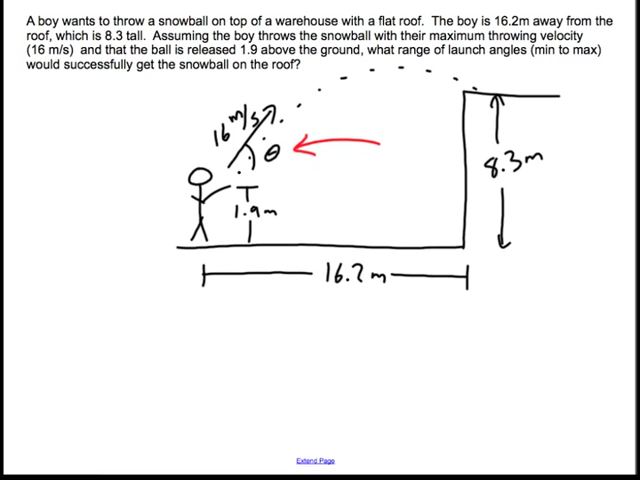 A boy wants to throw a snowball on top of a warehouse with a flat roof. The boy is 16.2m away from the
roof, which is 8.3 tall. Assuming the boy throws the snowball with their maximum throwing velocity
(16 m/s) and that the ball is released 1.9 above the ground, what range of launch angles (min to max)
would successfully get the snowball on the roof?
16 m/s
θ
8.3m
1.9m
16.2m
Extend Page